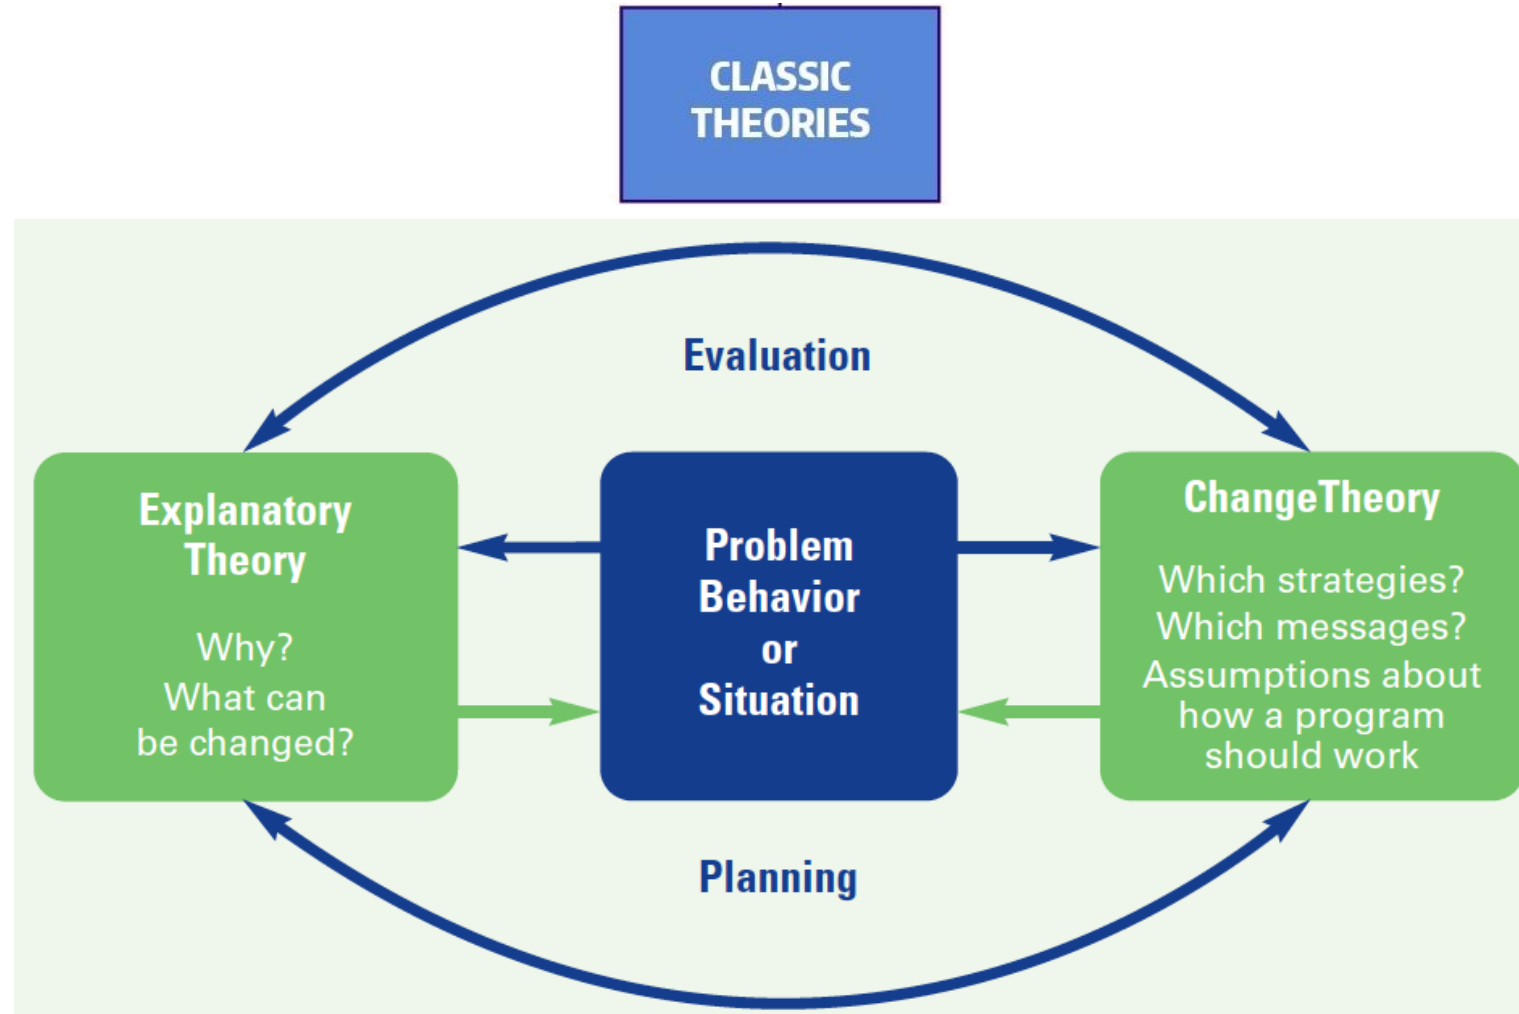 CLASSIC
THEORIES
Evaluation
Explanatory
Theory
Why?
What can
be changed?
Problem
Behavior
or
Situation
ChangeTheory
Which strategies?
Which messages?
Assumptions about
how a program
should work
Planning